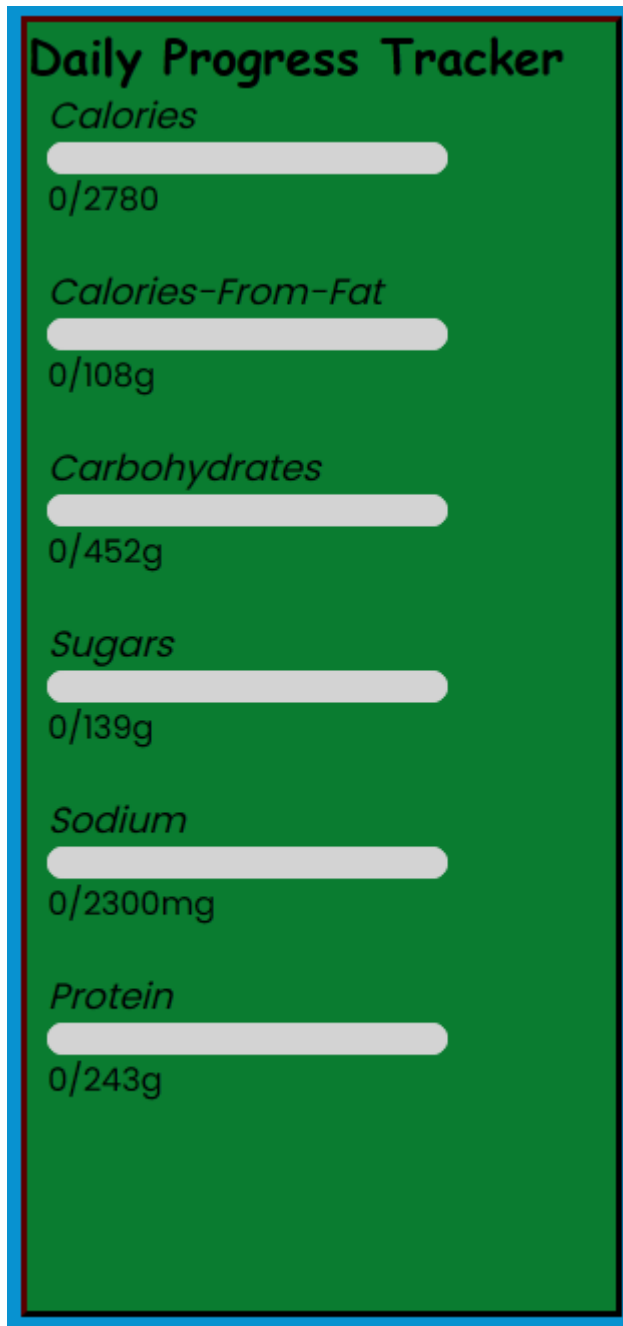 Daily Progress Tracker
Calories
0/2780
Calories-From-Fat
0/108g
Carbohydrates
0/452g
Sugars
0/139g
Sodium
0/2300mg
Protein
0/243g